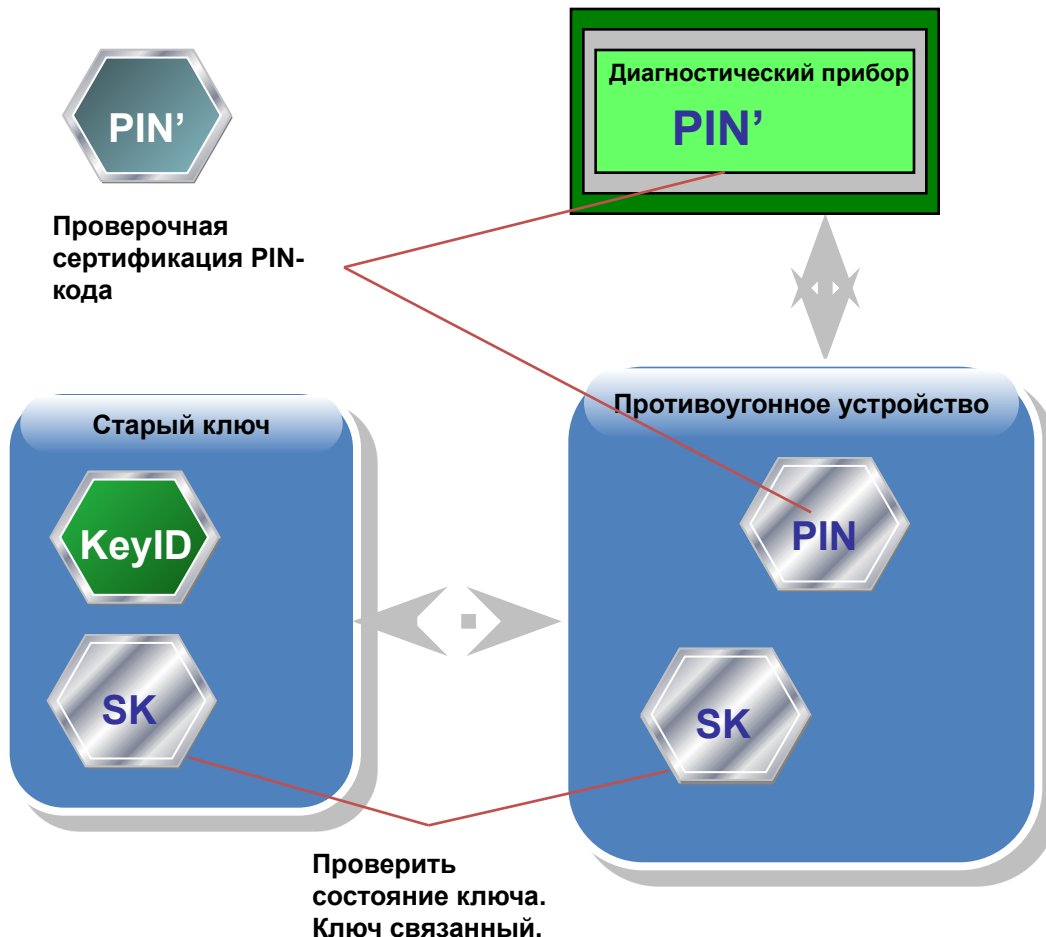 Диагностический прибор
PIN’
PIN’
Проверочная
сертификация PIN-
кода
Старый ключ
Противоугонное устройство
KeyID
PIN
SK
SK
Проверить
состояние ключа.
Ключ связанный.